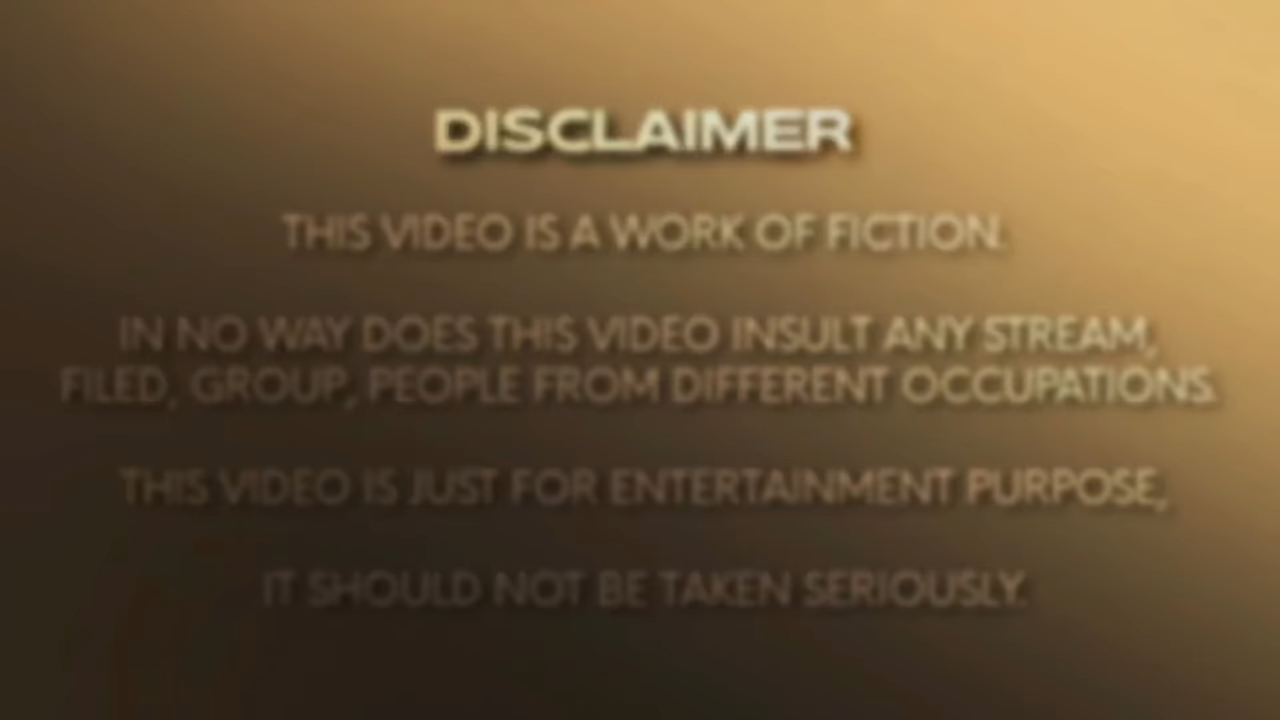 DISCLAIMER
THIS VIDEO IS A WORK OF FICTION.
IN NO WAY DOES THIS VIDEO INSULT ANY STREAM,
FILED, GROUP, PEOPLE FROM DIFFERENT OCCUPATIONS.
THIS VIDEO IS JUST FOR ENTERTAINMENT PURPOSE,
IT SHOULD NOT BE TAKEN SERIOUSLY.